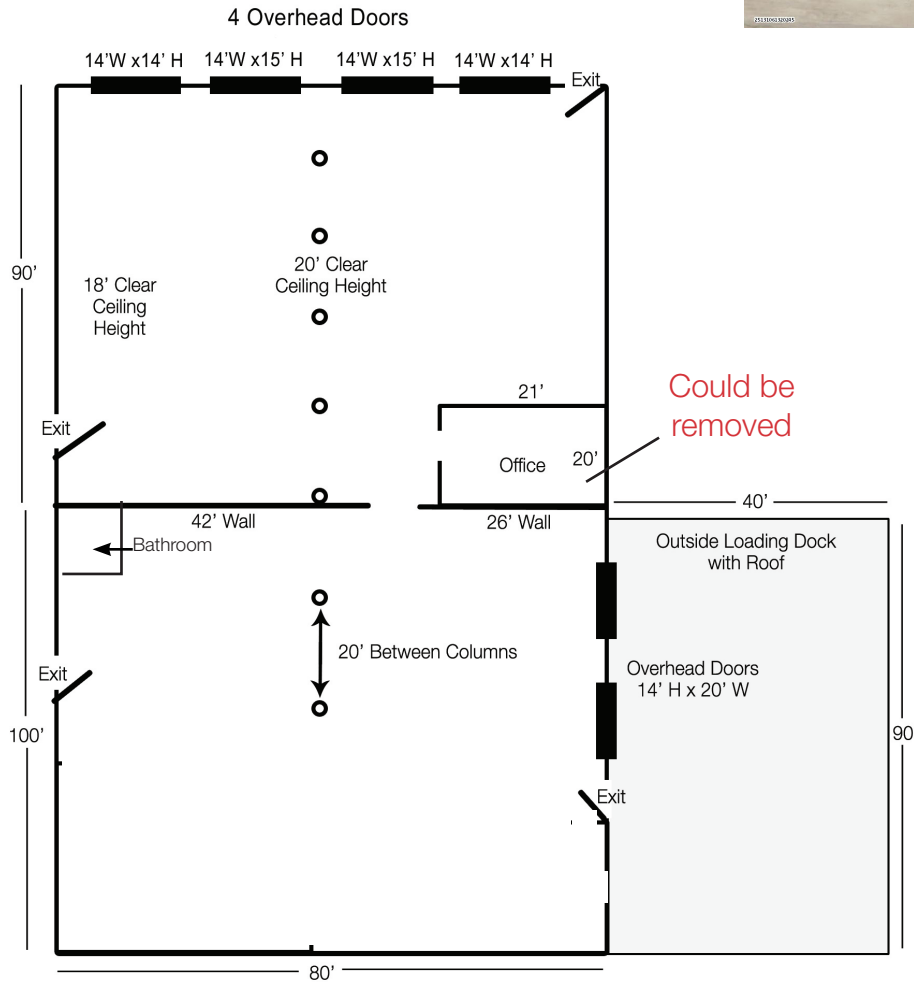 25131061320245
4 Overhead Doors
14'W x14' H
14'W x15' H
14'W x15' H
14'W x14' H
Exit
90'
18' Clear
Ceiling
Height
20' Clear
Ceiling Height
Could be
removed
21'
Exit
Office
20'
42' Wall
26' Wall
40'
Bathroom
Outside Loading Dock
with Roof
20' Between Columns
Exit
Overhead Doors
14' H x 20' W
100'
90
Exit
80'